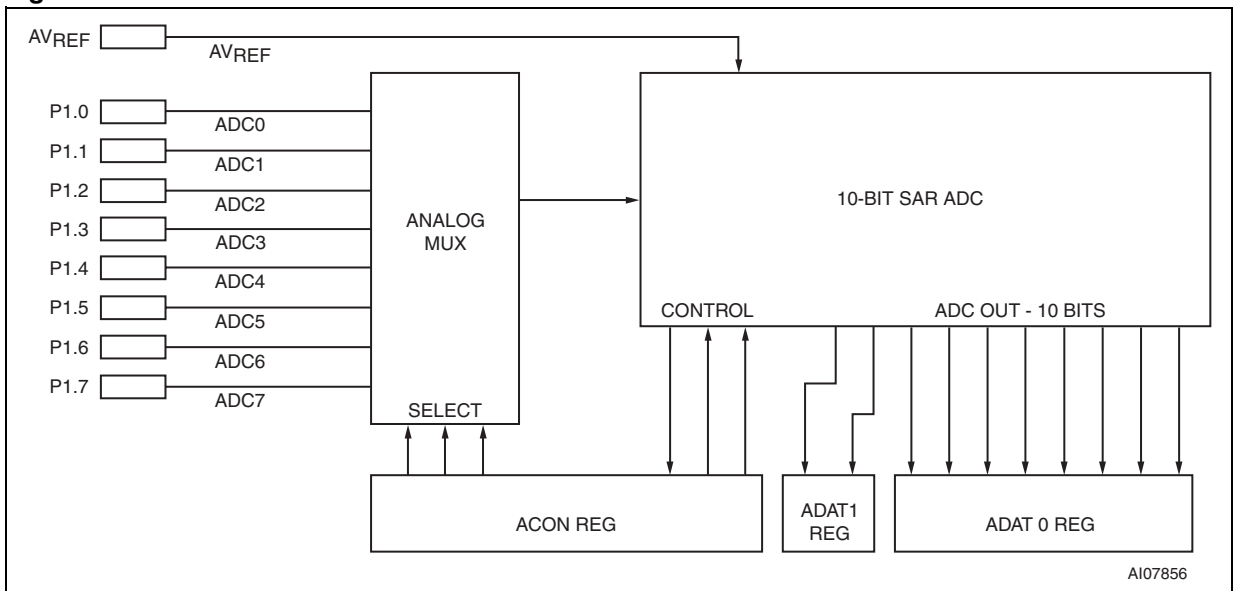 AVREF
AVREF
P1.0
ADC0
P1.1
ADC1
P1.2
ADC2
P1.3
ADC3
P1.4
ADC4
P1.5
ADC5
P1.6
ADC6
P1.7
ADC7
ANALOG
MUX
SELECT
10-BIT SAR ADC
CONTROL
ADC OUT - 10 BITS
ACON REG
ADAT1
REG
ADAT 0 REG
AI07856